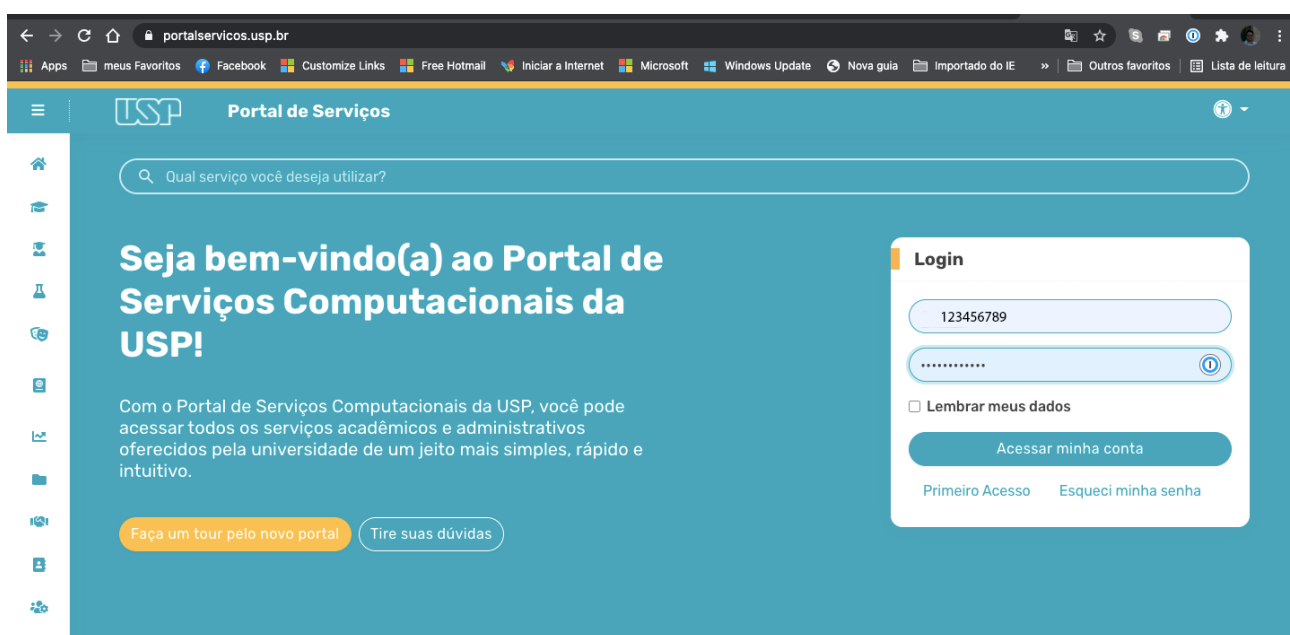 portalservicos.usp.br
Apps meus Favoritos Facebook Customize Links Free Hotmail Iniciar a Internet Microsoft Windows Update Nova guia Importado do IE » Outros favoritos Lista de leitura
USP Portal de Serviços
Qual serviço você deseja utilizar?
Seja bem-vindo(a) ao Portal de
Serviços Computacionais da
USP!
Com o Portal de Serviços Computacionais da USP, você pode
acessar todos os serviços acadêmicos e administrativos
oferecidos pela universidade de um jeito mais simples, rápido e
intuitivo.
Faça um tour pelo novo portal Tire suas dúvidas
Login
123456789
••••••••••••
Lembrar meus dados
Acessar minha conta
Primeiro Acesso Esqueci minha senha